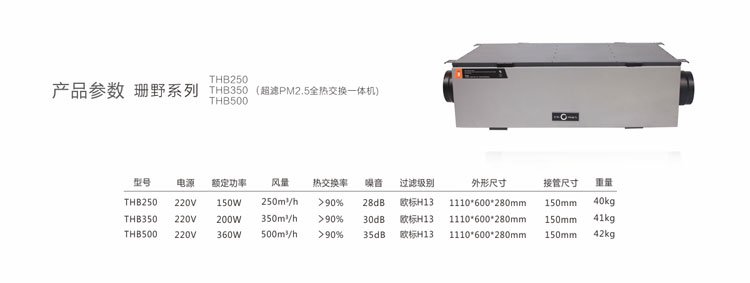 产品参数 珊野系列
THB250
THB350 (超滤PM2.5全热交换一体机)
THB500
型号 电源 额定功率 风量 热交换率 噪音 过滤级别 外形尺寸 接管尺寸 重量
THB250 220V 150W 250m³/h >90% 28dB 欧标H13 1110*600*280mm 150mm 40kg
THB350 220V 200W 350m³/h >90% 30dB 欧标H13 1110*600*280mm 150mm 41kg
THB500 220V 360W 500m³/h >90% 35dB 欧标H13 1110*600*280mm 150mm 42kg